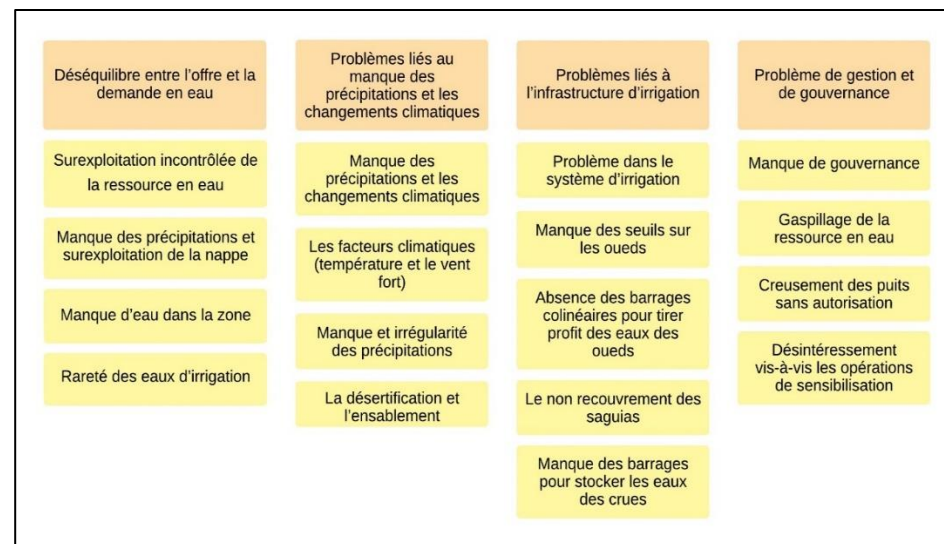 Déséquilibre entre l'offre et la
demande en eau
Surexploitation incontrôlée de
la ressource en eau
Manque des précipitations et
surexploitation de la nappe
Manque d'eau dans la zone
Rareté des eaux d'irrigation
Problèmes liés au
manque des
précipitations et les
changements climatiques
Manque des
précipitations et les
changements climatiques
Les facteurs climatiques
(température et le vent
fort)
Manque et irrégularité
des précipitations
La désertification et
l'ensablement
Problèmes liés à
l'infrastructure d'irrigation
Problème dans le
système d'irrigation
Manque des seuils sur
les oueds
Absence des barrages
colinéaires pour tirer
profit des eaux des
oueds
Le non recouvrement des
saguias
Manque des barrages
pour stocker les eaux
des crues
Problème de gestion et
de gouvernance
Manque de gouvernance
Gaspillage de la
ressource en eau
Creusement des puits
sans autorisation
Désintéressement
vis-à-vis les opérations
de sensibilisation